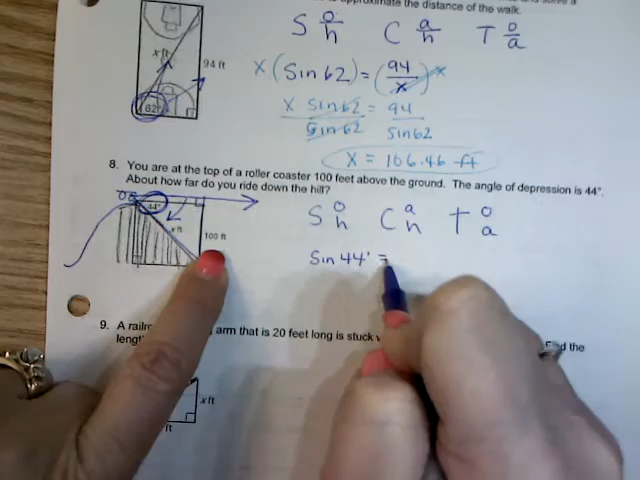 approximate the distance of the walk.
S o/h C a/h T o/a
x ft
94 ft
62°
x (Sin 62) = (94/x) x
x sin 62 / Sin 62 = 94 / sin 62
x = 106.46 ft
8. You are at the top of a roller coaster 100 feet above the ground. The angle of depression is 44°.
About how far do you ride down the hill?
44°
x ft
100 ft
S o/h C a/h T o/a
Sin 44° =
9. A arm that is 20 feet long is stuck the
x ft
ft